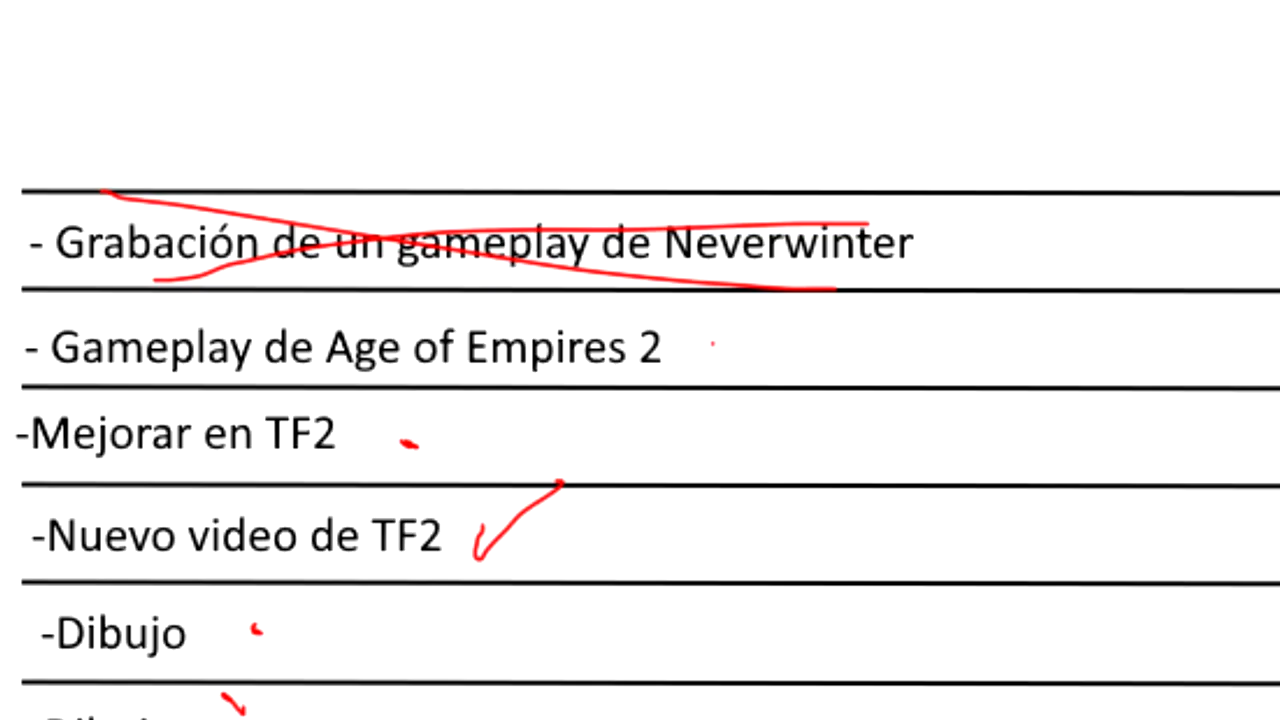 - Grabación de un gameplay de Neverwinter
- Gameplay de Age of Empires 2
-Mejorar en TF2
-Nuevo video de TF2
-Dibujo